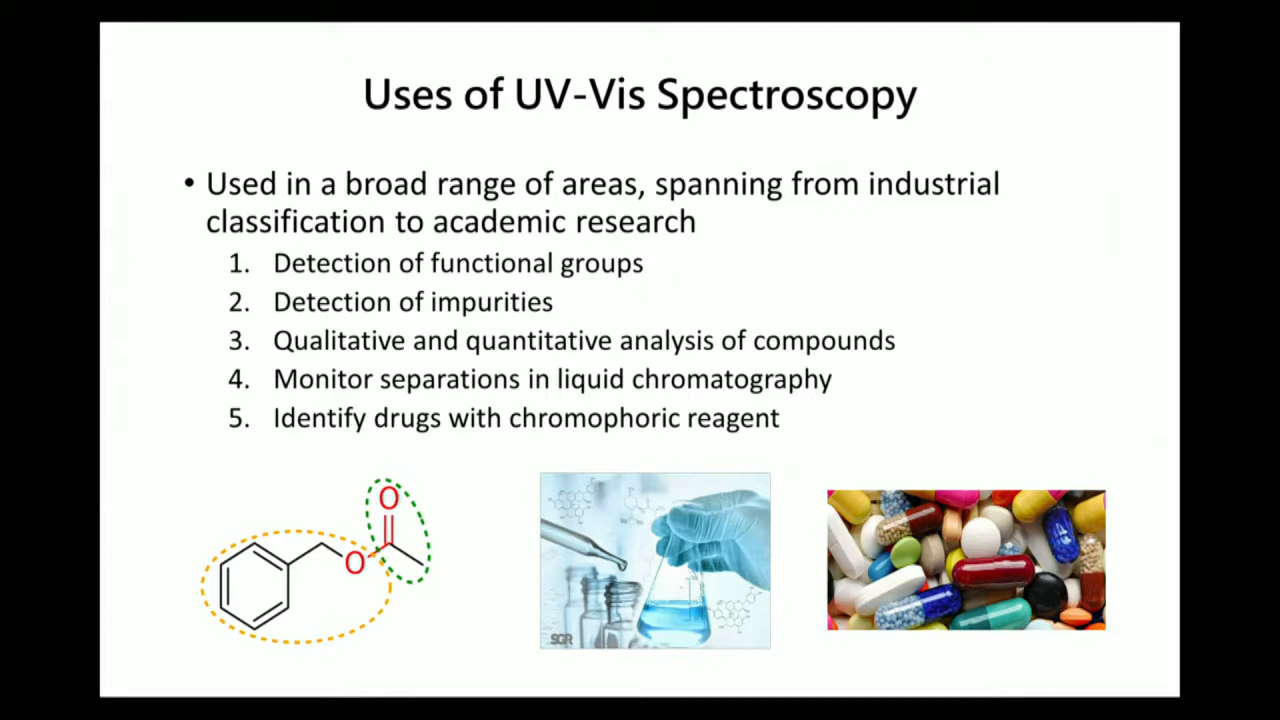 Uses of UV-Vis Spectroscopy
• Used in a broad range of areas, spanning from industrial
classification to academic research
1. Detection of functional groups
2. Detection of impurities
3. Qualitative and quantitative analysis of compounds
4. Monitor separations in liquid chromatography
5. Identify drugs with chromophoric reagent
O
O
SGR